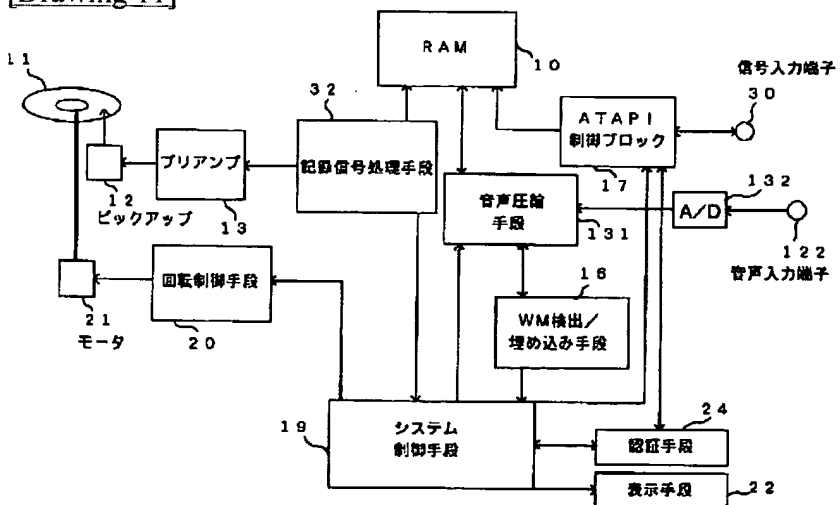 [Drawing 11]
RAM
10
11
32
信号入力端子
30
ATAPI
制御ブロック
17
プリアンプ
13
記録信号処理手段
12
ピックアップ
音声圧縮
手段
131
A/D
132
122
音声入力端子
回転制御手段
20
21
モータ
16
WM検出/
埋め込み手段
19
システム
制御手段
24
認証手段
表示手段
22